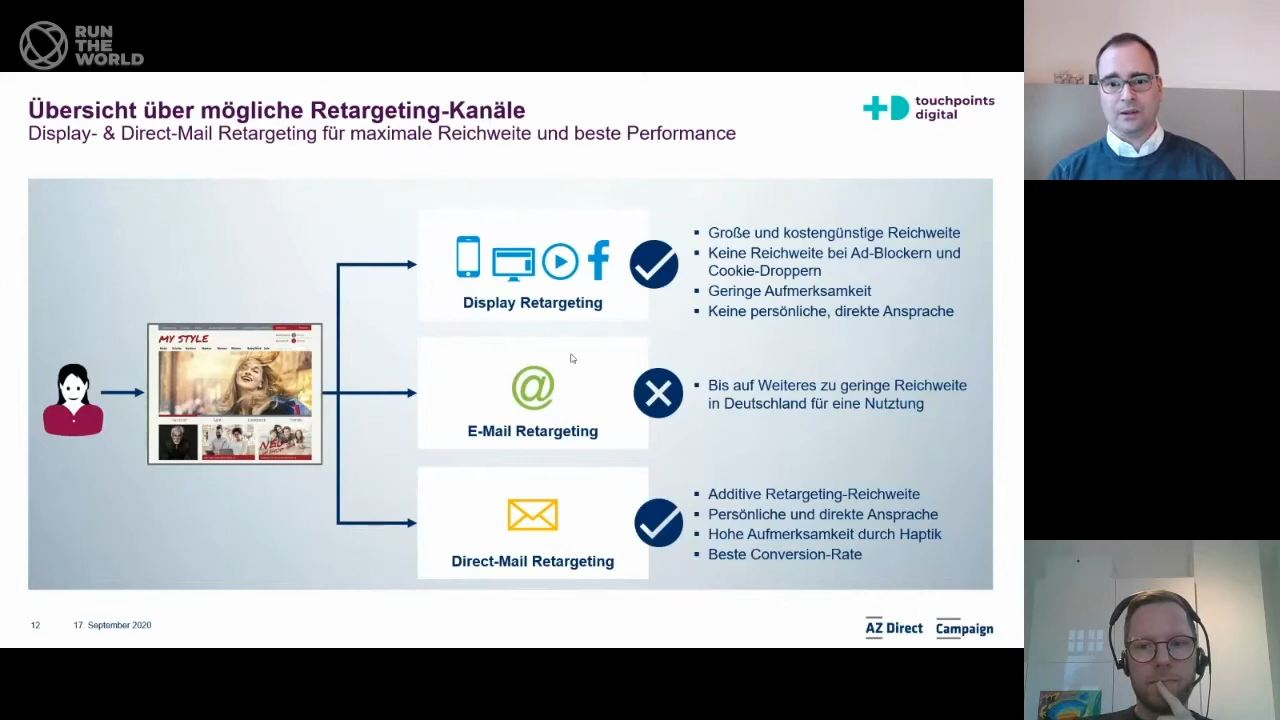 RUN
THE
WORLD
Übersicht über mögliche Retargeting-Kanäle
Display- & Direct-Mail Retargeting für maximale Reichweite und beste Performance
touchpoints
digital
Display Retargeting
Große und kostengünstige Reichweite
Keine Reichweite bei Ad-Blockern und
Cookie-Droppern
Geringe Aufmerksamkeit
Keine persönliche, direkte Ansprache
MY STYLE
NEU
@
E-Mail Retargeting
Bis auf Weiteres zu geringe Reichweite
in Deutschland für eine Nutztung
Direct-Mail Retargeting
Additive Retargeting-Reichweite
Persönliche und direkte Ansprache
Hohe Aufmerksamkeit durch Haptik
Beste Conversion-Rate
12
17. September 2020
AZ Direct
Campaign